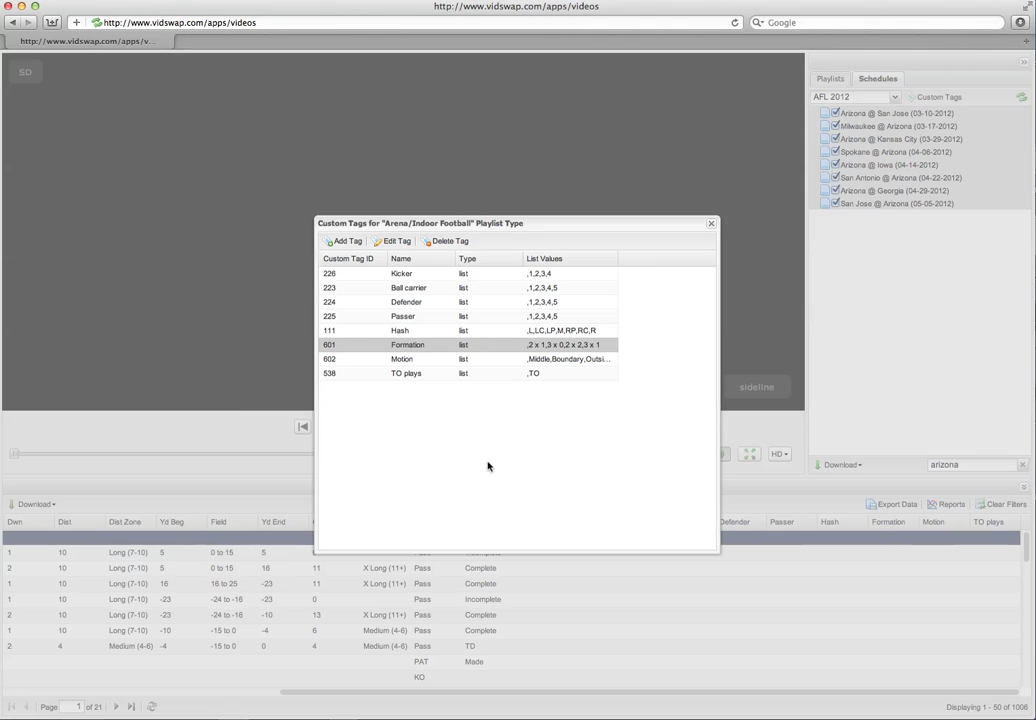 http://www.vidswap.com/apps/videos
http://www.vidswap.com/apps/videos
Google
http://www.vidswap.com/apps/v...
SD
Playlists Schedules
AFL 2012 Custom Tags
Arizona @ San Jose (03-10-2012)
Milwaukee @ Arizona (03-17-2012)
Arizona @ Kansas City (03-29-2012)
Spokane @ Arizona (04-06-2012)
Arizona @ Iowa (04-14-2012)
San Antonio @ Arizona (04-22-2012)
Arizona @ Georgia (04-29-2012)
San Jose @ Arizona (05-05-2012)
Custom Tags for "Arena/Indoor Football" Playlist Type
Add Tag Edit Tag Delete Tag
Custom Tag ID Name Type List Values
226 Kicker list ,1,2,3,4
223 Ball carrier list ,1,2,3,4,5
224 Defender list ,1,2,3,4,5
225 Passer list ,1,2,3,4,5
111 Hash list ,L,LC,LP,M,RP,RC,R
601 Formation list ,2 x 1,3 x 0,2 x 2,3 x 1
602 Motion list ,Middle,Boundary,Outsi...
538 TO plays list ,TO
sideline
HD
Download arizona
Download Export Data Reports Clear Filters
Dwn Dist Dist Zone Yd Beg Field Yd End Defender Passer Hash Formation Motion TO plays
1 10 Long (7-10) 5 0 to 15 5 Pass Incomplete
2 10 Long (7-10) 5 0 to 15 16 11 X Long (11+) Pass Complete
1 10 Long (7-10) 16 16 to 25 -23 11 X Long (11+) Pass Complete
1 10 Long (7-10) -23 -24 to -16 -23 0 Pass Incomplete
2 10 Long (7-10) -23 -24 to -16 -10 13 X Long (11+) Pass Complete
1 10 Long (7-10) -10 -15 to 0 -4 6 Medium (4-6) Pass Complete
2 4 Medium (4-6) -4 -15 to 0 0 4 Medium (4-6) Pass TD
PAT Made
KO
Page 1 of 21 Displaying 1 - 50 of 1008